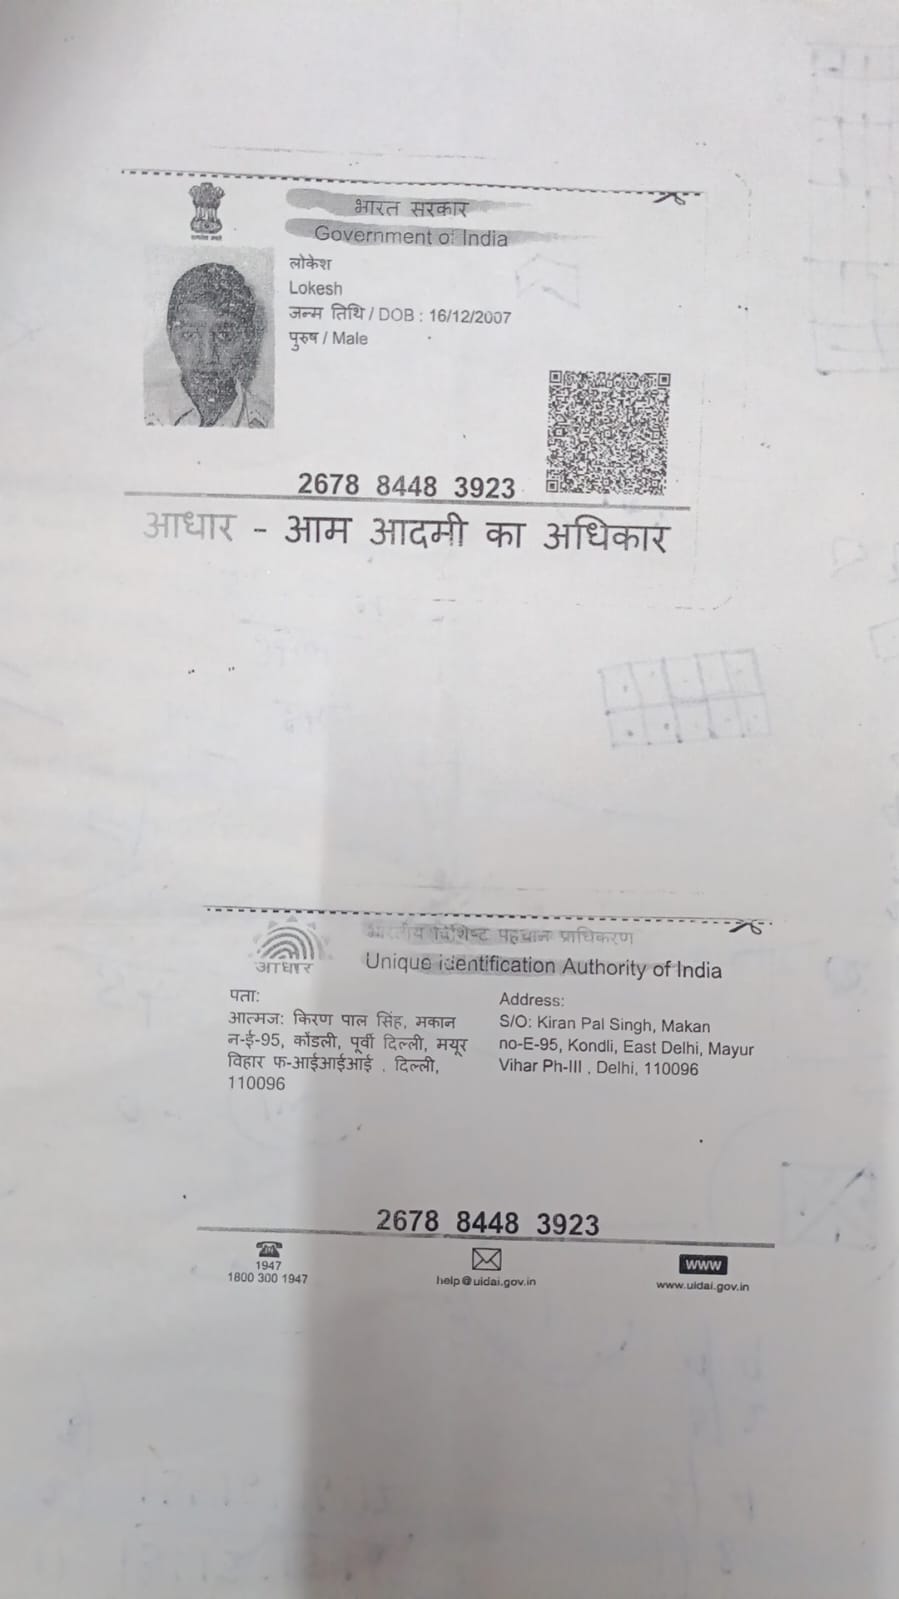 भारत सरकार
Government of India
लोकेश
Lokesh
जन्म तिथि / DOB : 16/12/2007
पुरुष / Male
2678 8448 3923
आधार - आम आदमी का अधिकार
भारतीय विशिष्ट पहचान प्राधिकरण
Unique identification Authority of India
आधार
पता:
आत्मज: किरण पाल सिंह, मकान
न-ई-95, कोंडली, पूर्वी दिल्ली, मयूर
विहार फ-आईआईआई , दिल्ली,
110096
Address:
S/O: Kiran Pal Singh, Makan
no-E-95, Kondli, East Delhi, Mayur
Vihar Ph-III , Delhi, 110096
2678 8448 3923
1947
1800 300 1947
help@uidai.gov.in
www
www.uidai.gov.in